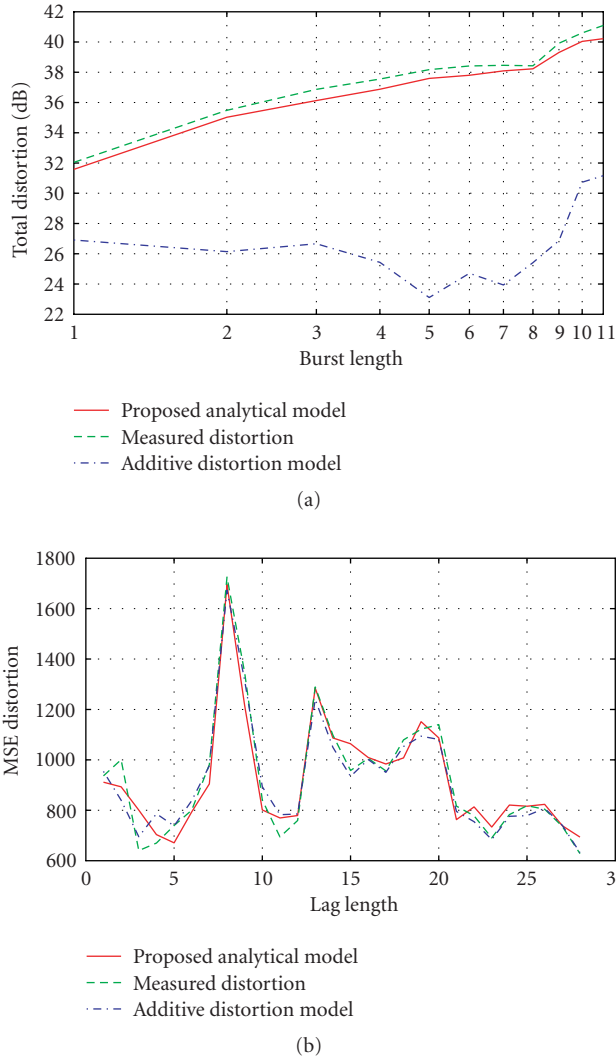 42
40
38
36
34
32
30
28
26
24
22
Total distortion (dB)
1 2 3 4 5 6 7 8 9 10 11
Burst length
Proposed analytical model
Measured distortion
Additive distortion model
(a)
1800
1600
1400
1200
1000
800
600
MSE distortion
0 5 10 15 20 25 3
Lag length
Proposed analytical model
Measured distortion
Additive distortion model
(b)